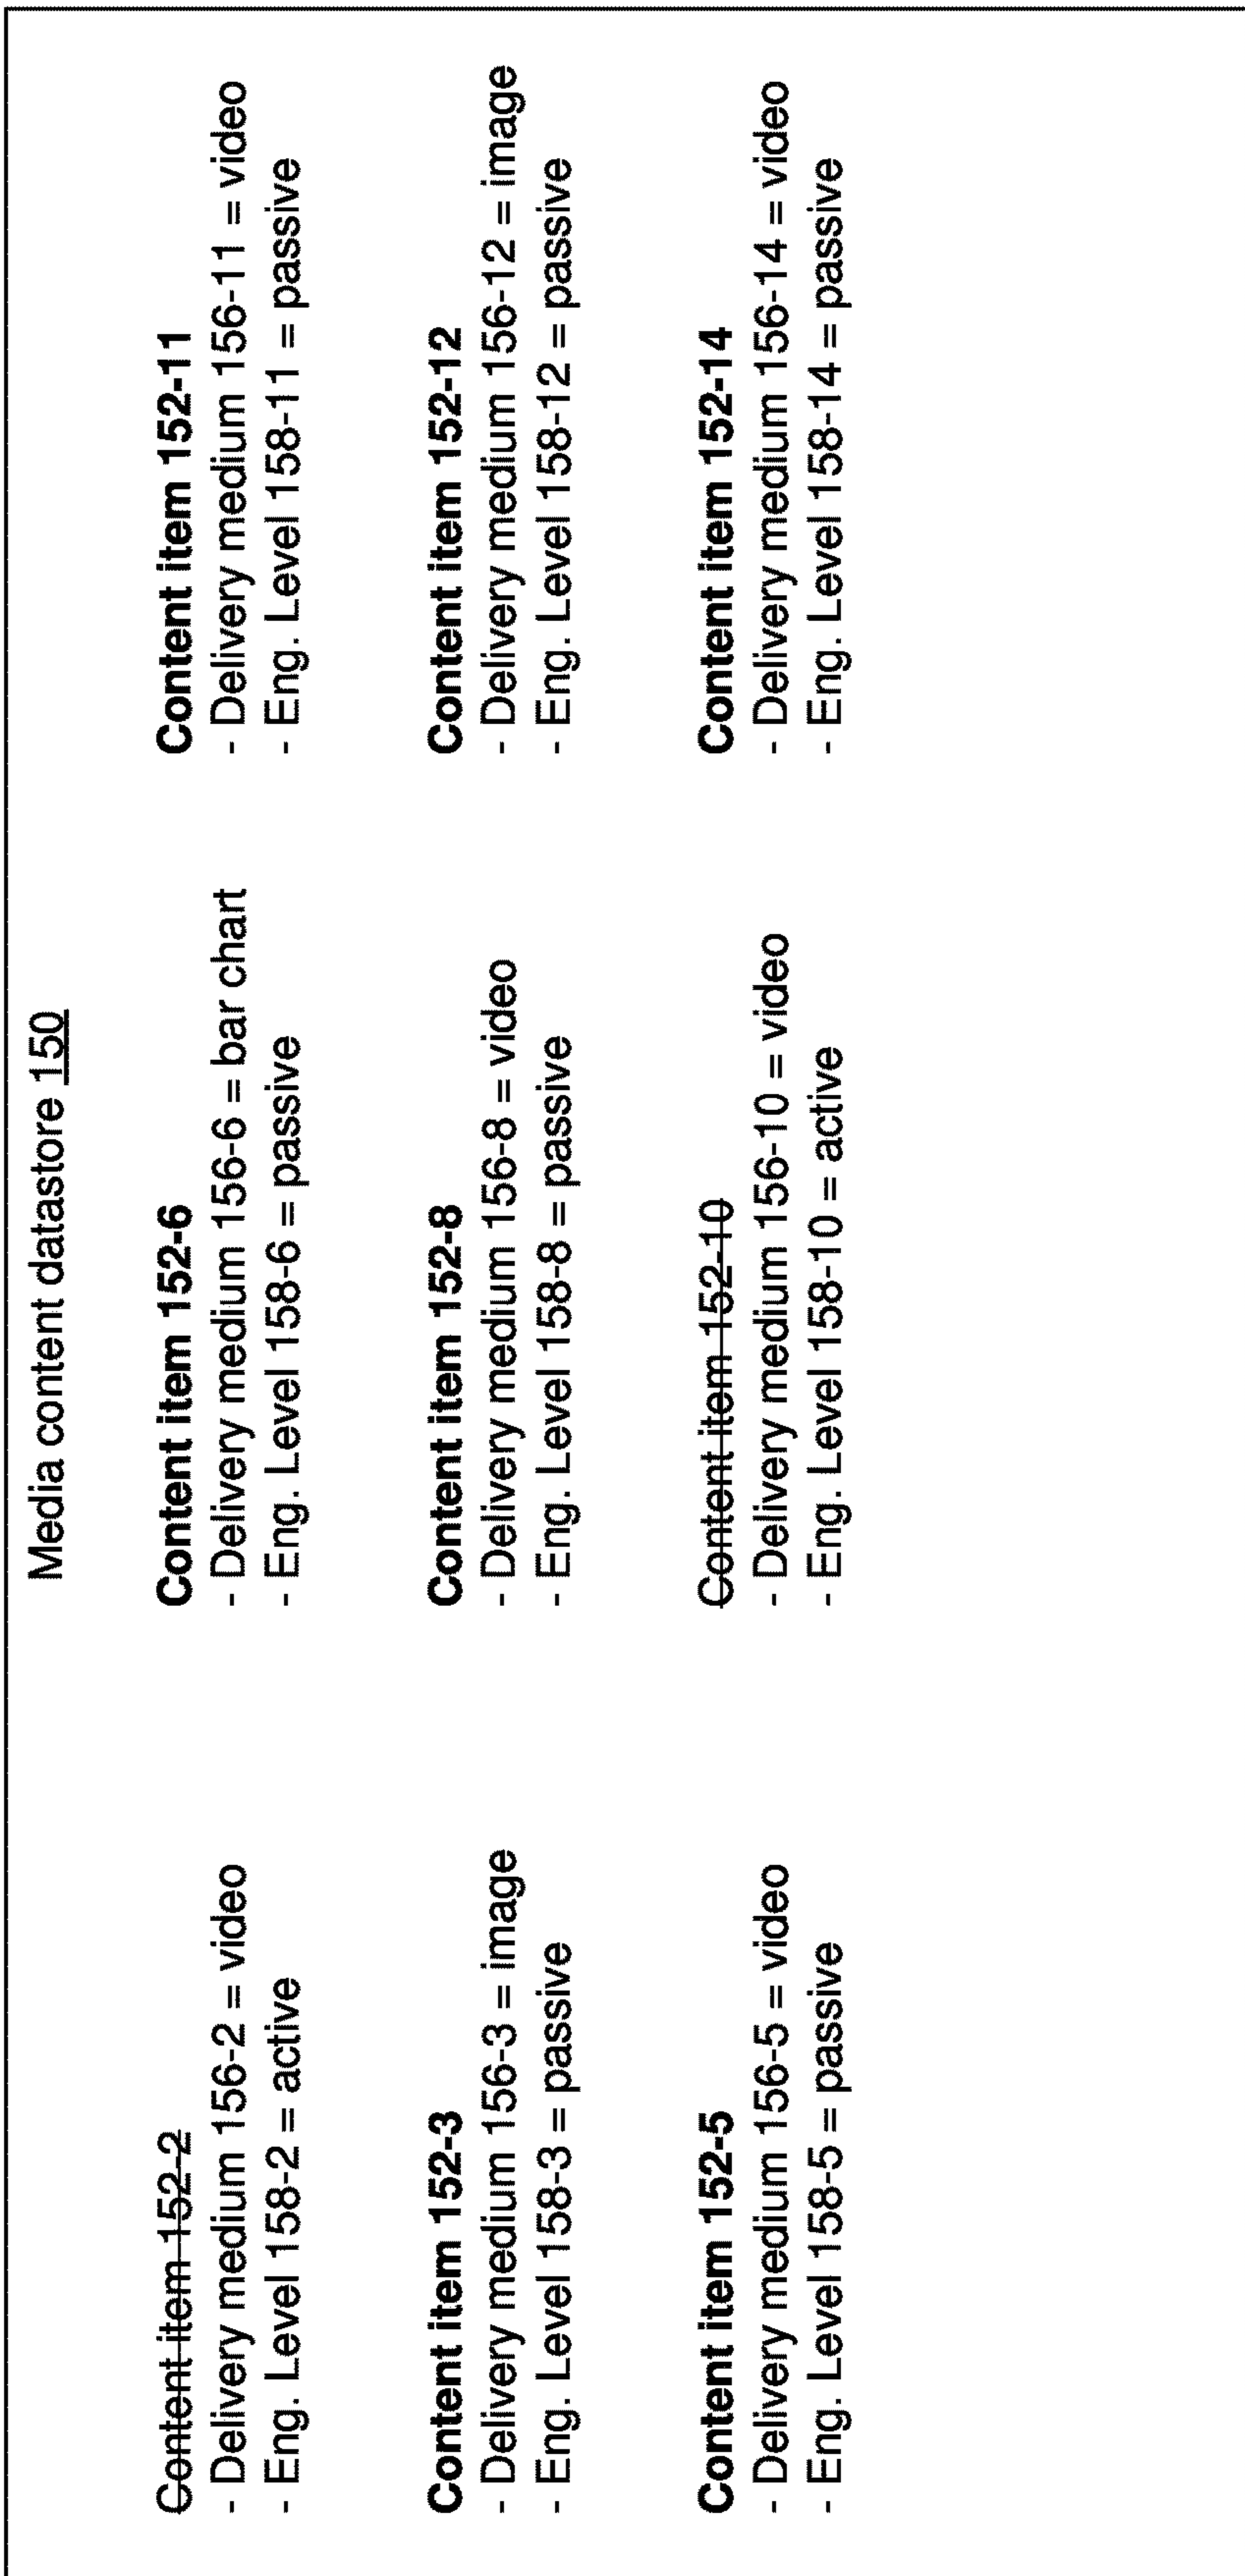 Media content datastore 150
Content item 152-2
- Delivery medium 156-2 = video
- Eng. Level 158-2 = active
Content item 152-3
- Delivery medium 156-3 = image
- Eng. Level 158-3 = passive
Content item 152-5
- Delivery medium 156-5 = video
- Eng. Level 158-5 = passive
Content item 152-6
- Delivery medium 156-6 = bar chart
- Eng. Level 158-6 = passive
Content item 152-8
- Delivery medium 156-8 = video
- Eng. Level 158-8 = passive
Content item 152-10
- Delivery medium 156-10 = video
- Eng. Level 158-10 = active
Content item 152-11
- Delivery medium 156-11 = video
- Eng. Level 158-11 = passive
Content item 152-12
- Delivery medium 156-12 = image
- Eng. Level 158-12 = passive
Content item 152-14
- Delivery medium 156-14 = video
- Eng. Level 158-14 = passive